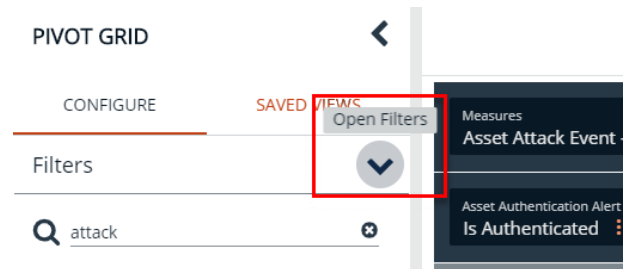 PIVOT GRID
CONFIGURE
SAVED VIEWS
Open Filters
Filters
attack
Measures
Asset Attack Event -
Asset Authentication Alert
Is Authenticated